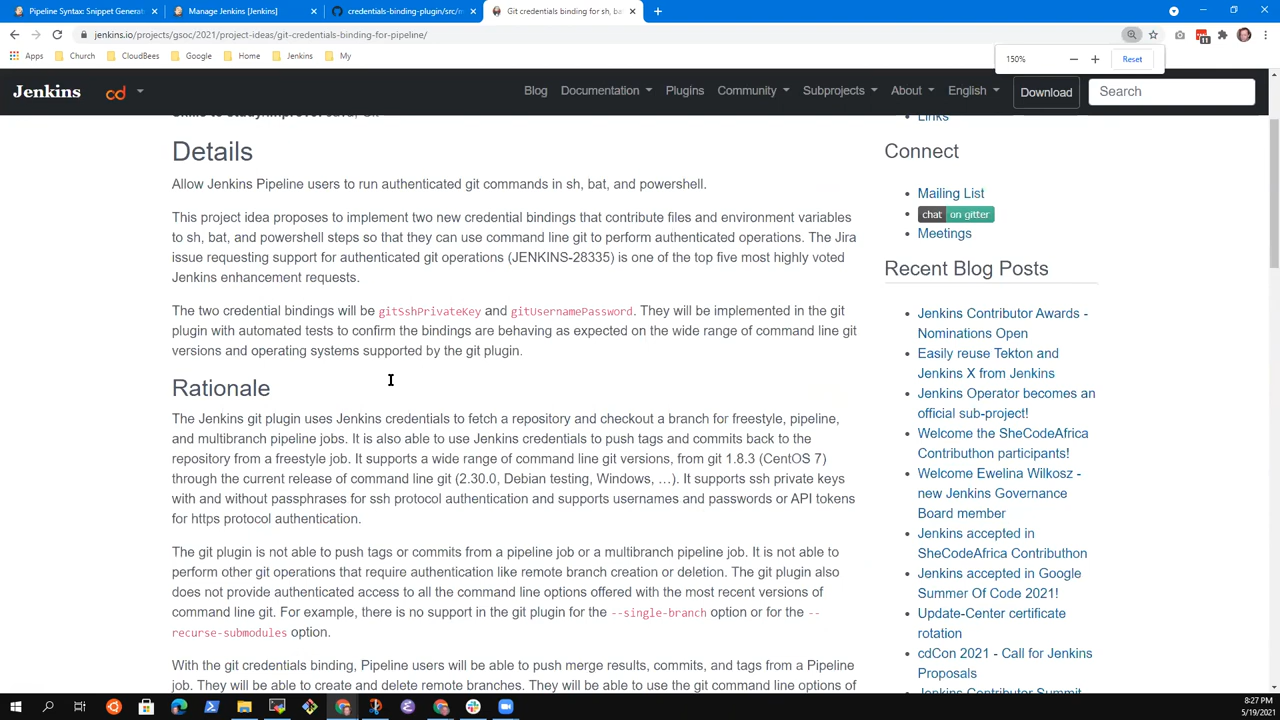 Pipeline Syntax: Snippet Generat
Manage Jenkins [Jenkins]
credentials-binding-plugin/src/m
Git credentials binding for sh, ba
jenkins.io/projects/gsoc/2021/project-ideas/git-credentials-binding-for-pipeline/
11
Apps
Church
CloudBees
Google
Home
Jenkins
My
150%
Reset
Jenkins
cd
Blog
Documentation
Plugins
Community
Subprojects
About
English
Download
Search
Details
Allow Jenkins Pipeline users to run authenticated git commands in sh, bat, and powershell.
This project idea proposes to implement two new credential bindings that contribute files and environment variables
to sh, bat, and powershell steps so that they can use command line git to perform authenticated operations. The Jira
issue requesting support for authenticated git operations (JENKINS-28335) is one of the top five most highly voted
Jenkins enhancement requests.
The two credential bindings will be gitSshPrivateKey and gitUsernamePassword. They will be implemented in the git
plugin with automated tests to confirm the bindings are behaving as expected on the wide range of command line git
versions and operating systems supported by the git plugin.
Rationale
The Jenkins git plugin uses Jenkins credentials to fetch a repository and checkout a branch for freestyle, pipeline,
and multibranch pipeline jobs. It is also able to use Jenkins credentials to push tags and commits back to the
repository from a freestyle job. It supports a wide range of command line git versions, from git 1.8.3 (CentOS 7)
through the current release of command line git (2.30.0, Debian testing, Windows, …). It supports ssh private keys
with and without passphrases for ssh protocol authentication and supports usernames and passwords or API tokens
for https protocol authentication.
The git plugin is not able to push tags or commits from a pipeline job or a multibranch pipeline job. It is not able to
perform other git operations that require authentication like remote branch creation or deletion. The git plugin also
does not provide authenticated access to all the command line options offered with the most recent versions of
command line git. For example, there is no support in the git plugin for the --single-branch option or for the --
recurse-submodules option.
With the git credentials binding, Pipeline users will be able to push merge results, commits, and tags from a Pipeline
job. They will be able to create and delete remote branches. They will be able to use the git command line options of
Links
Connect
Mailing List
chat on gitter
Meetings
Recent Blog Posts
Jenkins Contributor Awards -
Nominations Open
Easily reuse Tekton and
Jenkins X from Jenkins
Jenkins Operator becomes an
official sub-project!
Welcome the SheCodeAfrica
Contributhon participants!
Welcome Ewelina Wilkosz -
new Jenkins Governance
Board member
Jenkins accepted in
SheCodeAfrica Contributhon
Jenkins accepted in Google
Summer Of Code 2021!
Update-Center certificate
rotation
cdCon 2021 - Call for Jenkins
Proposals
Jenkins Contributor Summit
8:27 PM
5/19/2021